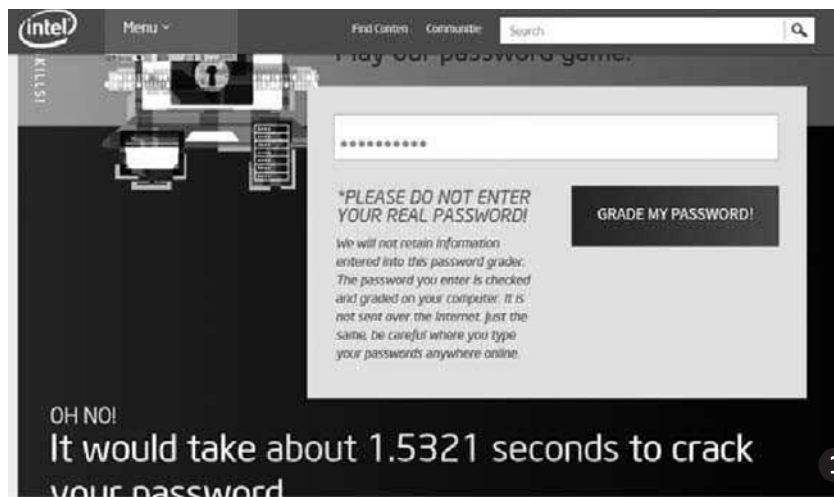 intel
Menu
Find Conten Communitie Search
KILLS!
Play our password game.
**********
*PLEASE DO NOT ENTER
YOUR REAL PASSWORD!
GRADE MY PASSWORD!
We will not retain information
entered into this password grader.
The password you enter is checked
and graded on your computer. It is
not sent over the Internet. Just the
same, be careful where you type
your passwords anywhere online.
OH NO!
It would take about 1.5321 seconds to crack
your password